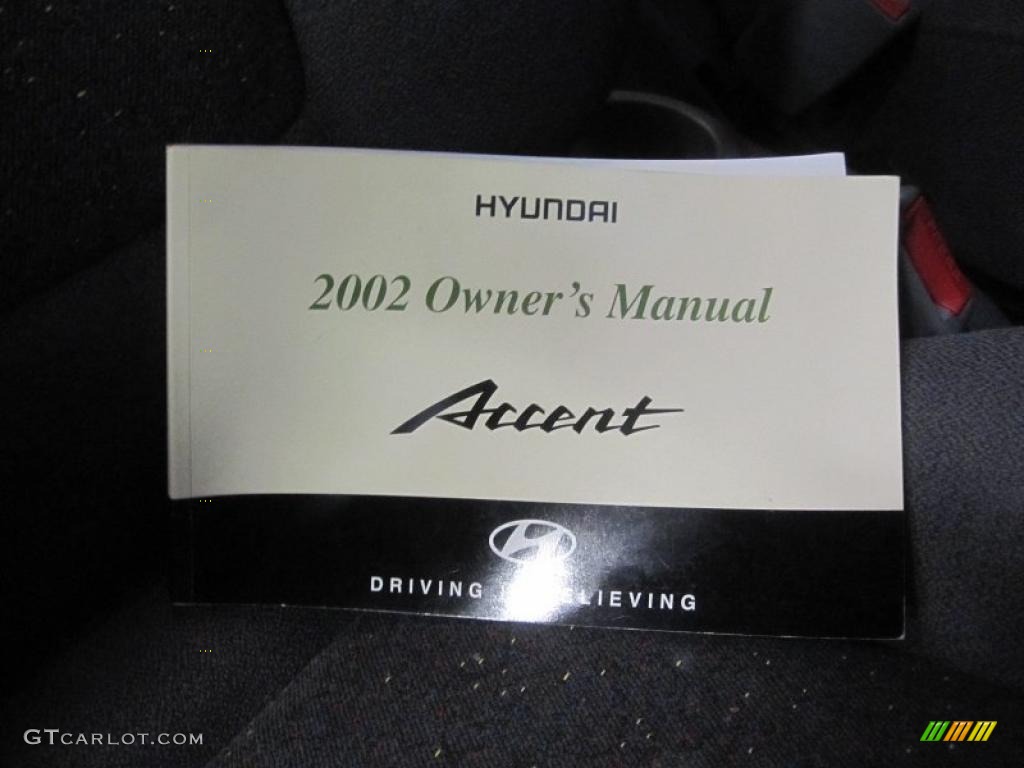 HYUNDAI
2002 Owner's Manual
Accent
DRIVING LIEVING
GTCARLOT.COM